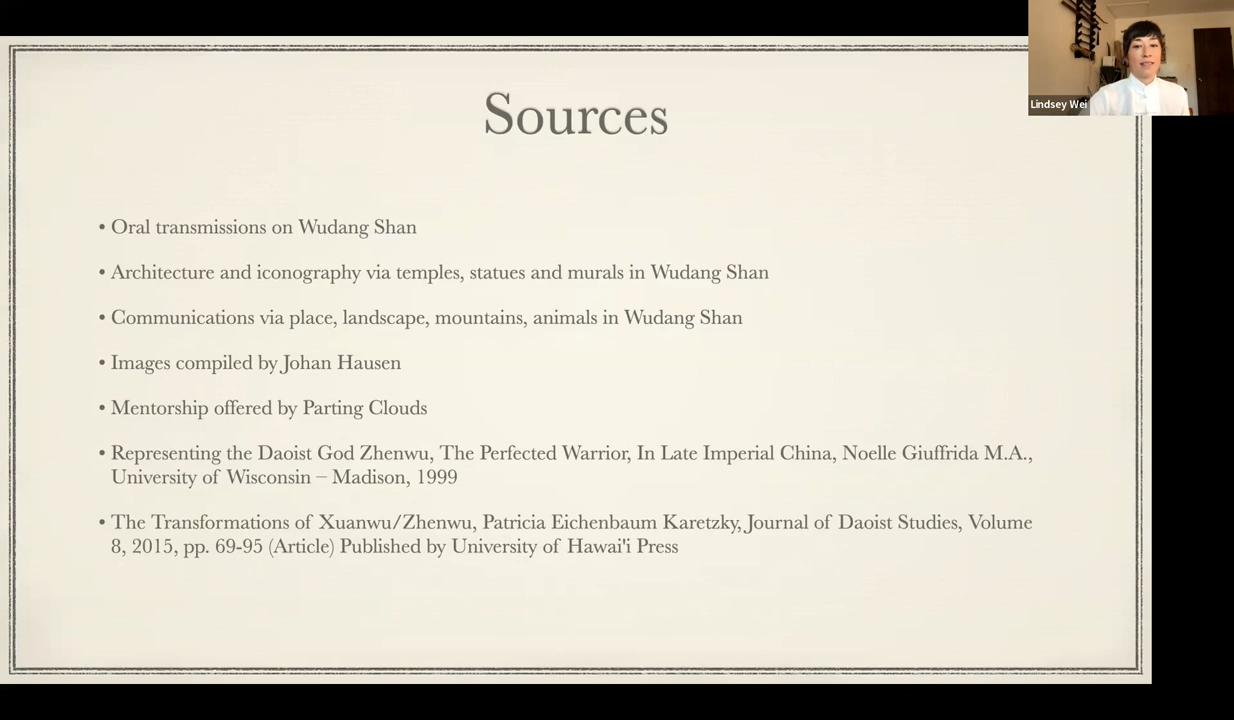 Sources
• Oral transmissions on Wudang Shan
• Architecture and iconography via temples, statues and murals in Wudang Shan
• Communications via place, landscape, mountains, animals in Wudang Shan
• Images compiled by Johan Hausen
• Mentorship offered by Parting Clouds
• Representing the Daoist God Zhenwu, The Perfected Warrior, In Late Imperial China, Noelle Giuffrida M.A.,
University of Wisconsin – Madison, 1999
• The Transformations of Xuanwu/Zhenwu, Patricia Eichenbaum Karetzky, Journal of Daoist Studies, Volume
8, 2015, pp. 69-95 (Article) Published by University of Hawai'i Press
Lindsey Wei